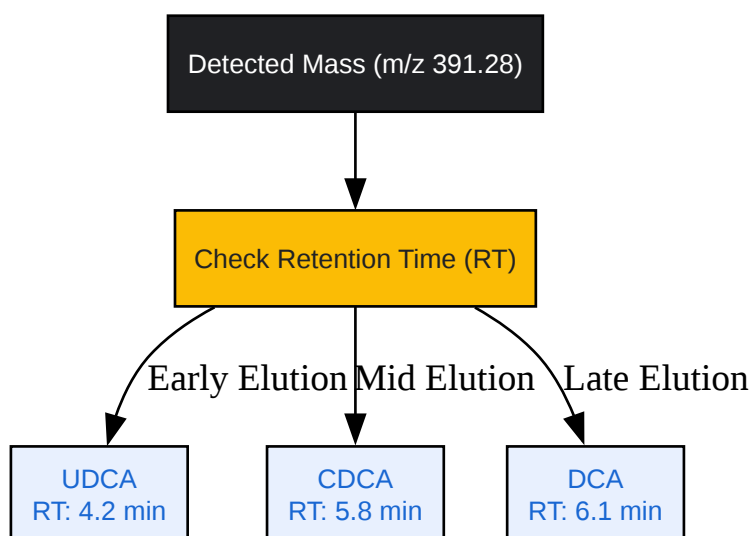 Detected Mass (m/z 391.28)
Check Retention Time (RT)
Early Elution
Mid Elution
Late Elution
UDCA
RT: 4.2 min
CDCA
RT: 5.8 min
DCA
RT: 6.1 min